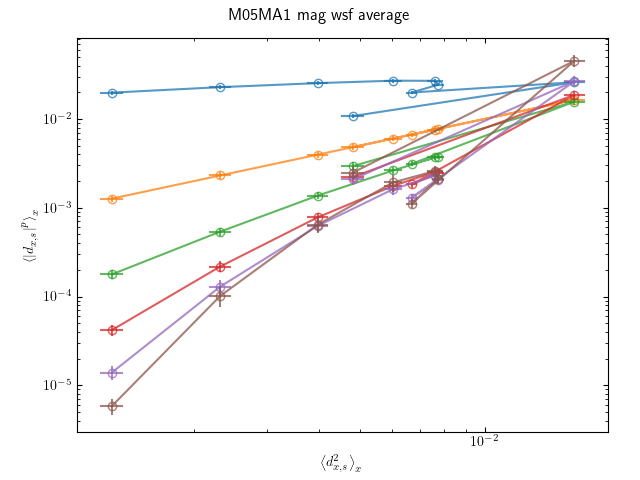 M05MA1 mag wsf average
⟨|d_{x,s}|^p⟩_x
10^{-2}
10^{-3}
10^{-4}
10^{-5}
10^{-2}
⟨d^2_{x,s}⟩_x